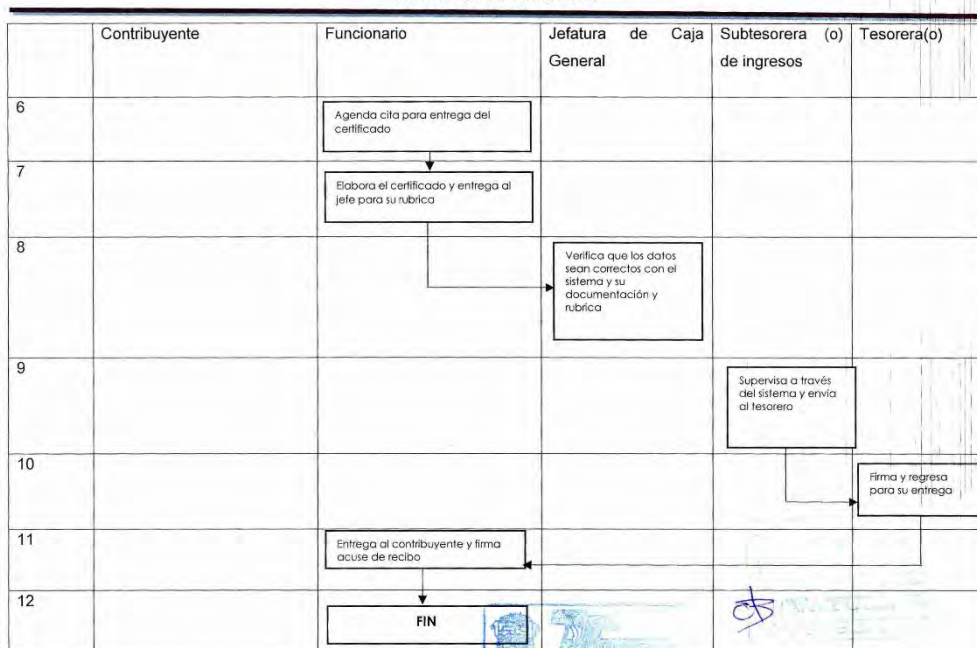 Contribuyente
Funcionario
Jefatura de Caja
General
Subtesorera (o)
de ingresos
Tesorera(o)
6
Agenda cita para entrega del
certificado
7
Elabora el certificado y entrega al
jefe para su rubrica
8
Verifica que los datos
sean correctos con el
sistema y su
documentación y
rubrica
9
Supervisa a través
del sistema y envía
al tesorero
10
Firma y regresa
para su entrega
11
Entrega al contribuyente y firma
acuse de recibo
12
FIN